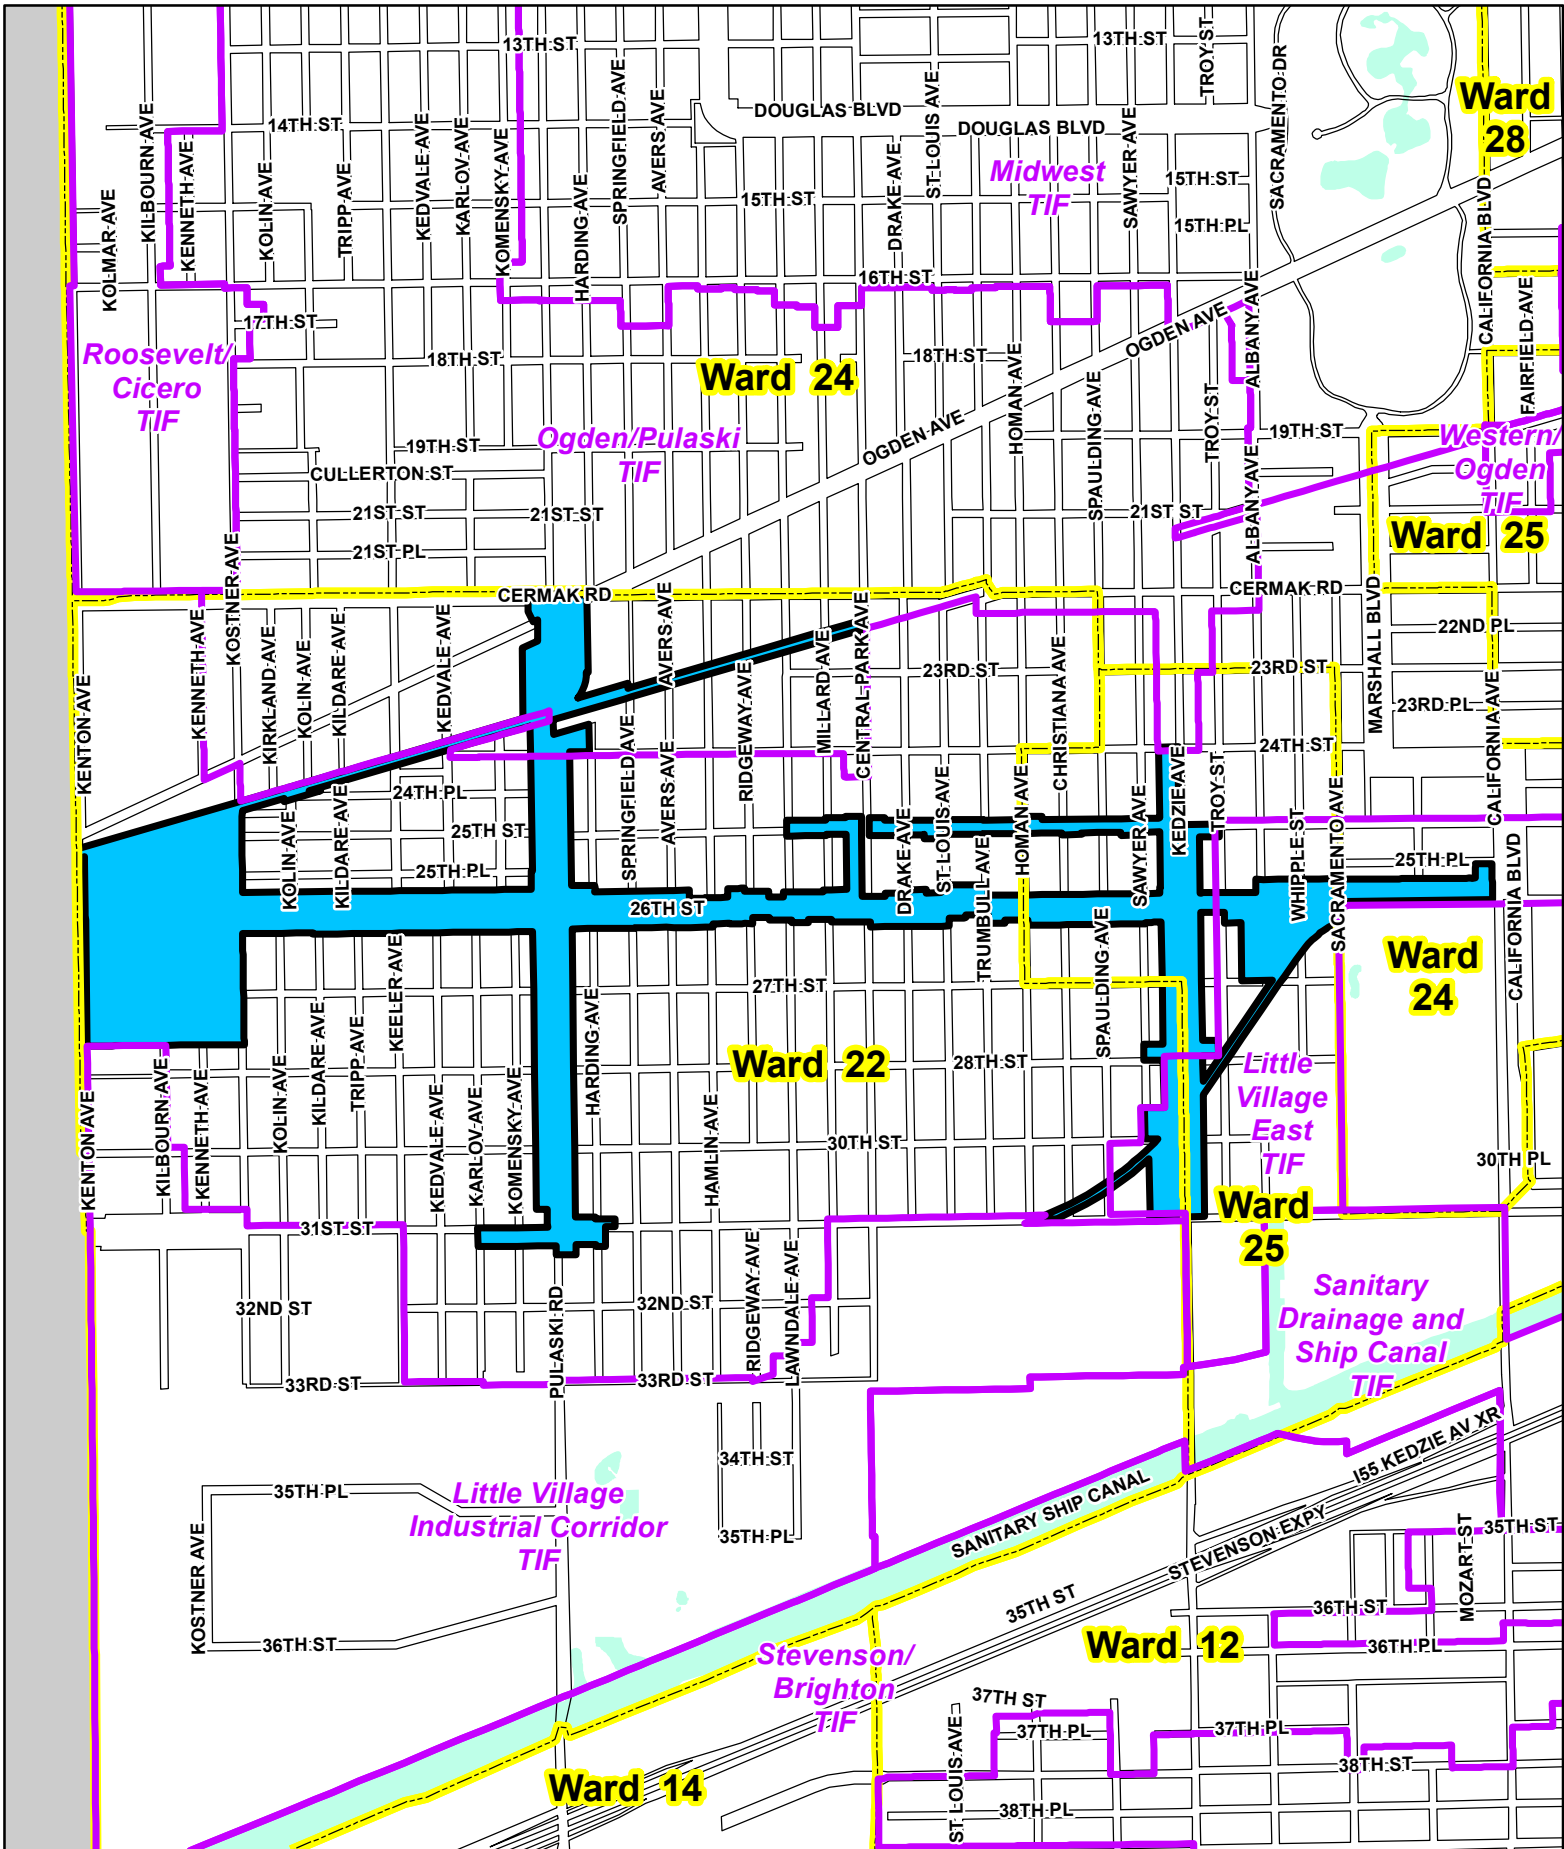 13TH ST
13TH ST
TROY ST
SACRAMENTO DR
Ward
28
KILBOURN AVE
KENNETH AVE
14TH ST
KEDVALE AVE
KARLOV AVE
KOMENSKY AVE
SPRINGFIELD AVE
AVERS AVE
DOUGLAS BLVD
ST LOUIS AVE
DOUGLAS BLVD
SAWYER AVE
Midwest
TIF
15TH ST
15TH ST
15TH PL
KOLMAR AVE
KOLIN AVE
TRIPP AVE
HARDING AVE
DRAKE AVE
CALIFORNIA BLVD
16TH ST
ALBANY AVE
FAIRFIELD AVE
17TH ST
OGDEN AVE
Roosevelt/
Cicero
TIF
18TH ST
18TH ST
Ward 24
HOMAN AVE
SPAULDING AVE
TROY ST
OGDEN AVE
Ogden/Pulaski
TIF
19TH ST
19TH ST
CULLERTON ST
Western/
Ogden
TIF
21ST ST
21ST ST
21ST ST
ALBANY AVE
Ward 25
21ST PL
KOSTNER AVE
CERMAK RD
CERMAK RD
MARSHALL BLVD
KENNETH AVE
KIRKLAND AVE
KOLIN AVE
KILDARE AVE
KEDVALE AVE
AVERS AVE
RIDGEWAY AVE
MILLARD AVE
CENTRAL PARK AVE
22ND PL
23RD ST
23RD ST
KENTON AVE
CHRISTIANA AVE
23RD PL
CALIFORNIA AVE
24TH ST
SPRINGFIELD AVE
AVERS AVE
24TH PL
KOLIN AVE
KILDARE AVE
25TH ST
25TH PL
DRAKE AVE
ST LOUIS AVE
TRUMBULL AVE
HOMAN AVE
SAWYER AVE
KEDZIE AVE
TROY ST
WHIPPLE ST
SACRAMENTO AVE
25TH PL
CALIFORNIA BLVD
26TH ST
KEELER AVE
SPAULDING AVE
Ward
24
27TH ST
HARDING AVE
KENTON AVE
KILBOURN AVE
KENNETH AVE
KOLIN AVE
KILDARE AVE
TRIPP AVE
KEDVALE AVE
KARLOV AVE
KOMENSKY AVE
HAMLIN AVE
Ward 22
28TH ST
Little
Village
East
TIF
30TH ST
30TH PL
31ST ST
Ward
25
RIDGEWAY AVE
LAWNDALE AVE
PULASKI RD
32ND ST
32ND ST
Sanitary
Drainage and
Ship Canal
TIF
33RD ST
33RD ST
34TH ST
I55 KEDZIE AV XR
35TH PL
Little Village
Industrial Corridor
TIF
35TH PL
SANITARY SHIP CANAL
STEVENSON EXPY
35TH ST
MOZART ST
KOSTNER AVE
35TH ST
36TH ST
36TH ST
Ward 12
36TH PL
Stevenson/
Brighton
TIF
37TH ST
37TH PL
37TH PL
38TH ST
ST LOUIS AVE
Ward 14
38TH PL